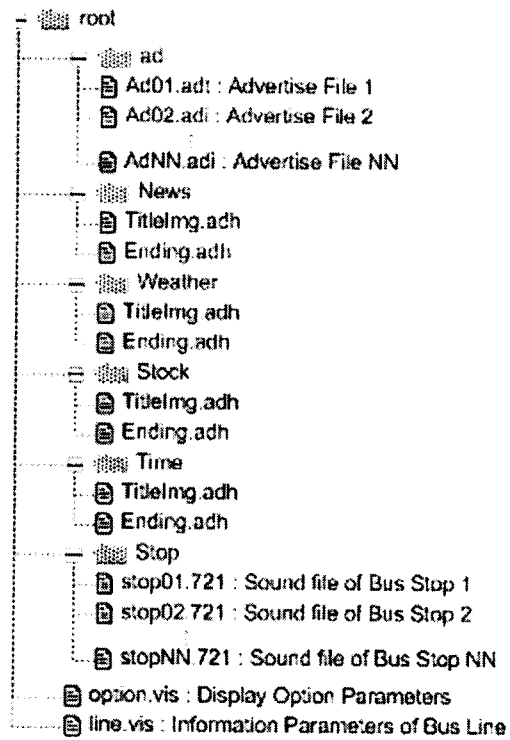 root
ad
Ad01.adi : Advertise File 1
Ad02.adi : Advertise File 2
AdNN.adi : Advertise File NN
News
TitleImg.adh
Ending.adh
Weather
TitleImg.adh
Ending.adh
Stock
TitleImg.adh
Ending.adh
Time
TitleImg.adh
Ending.adh
Stop
stop01.721 : Sound file of Bus Stop 1
stop02.721 : Sound file of Bus Stop 2
stopNN.721 : Sound file of Bus Stop NN
option.vis : Display Option Parameters
line.vis : Information Parameters of Bus Line